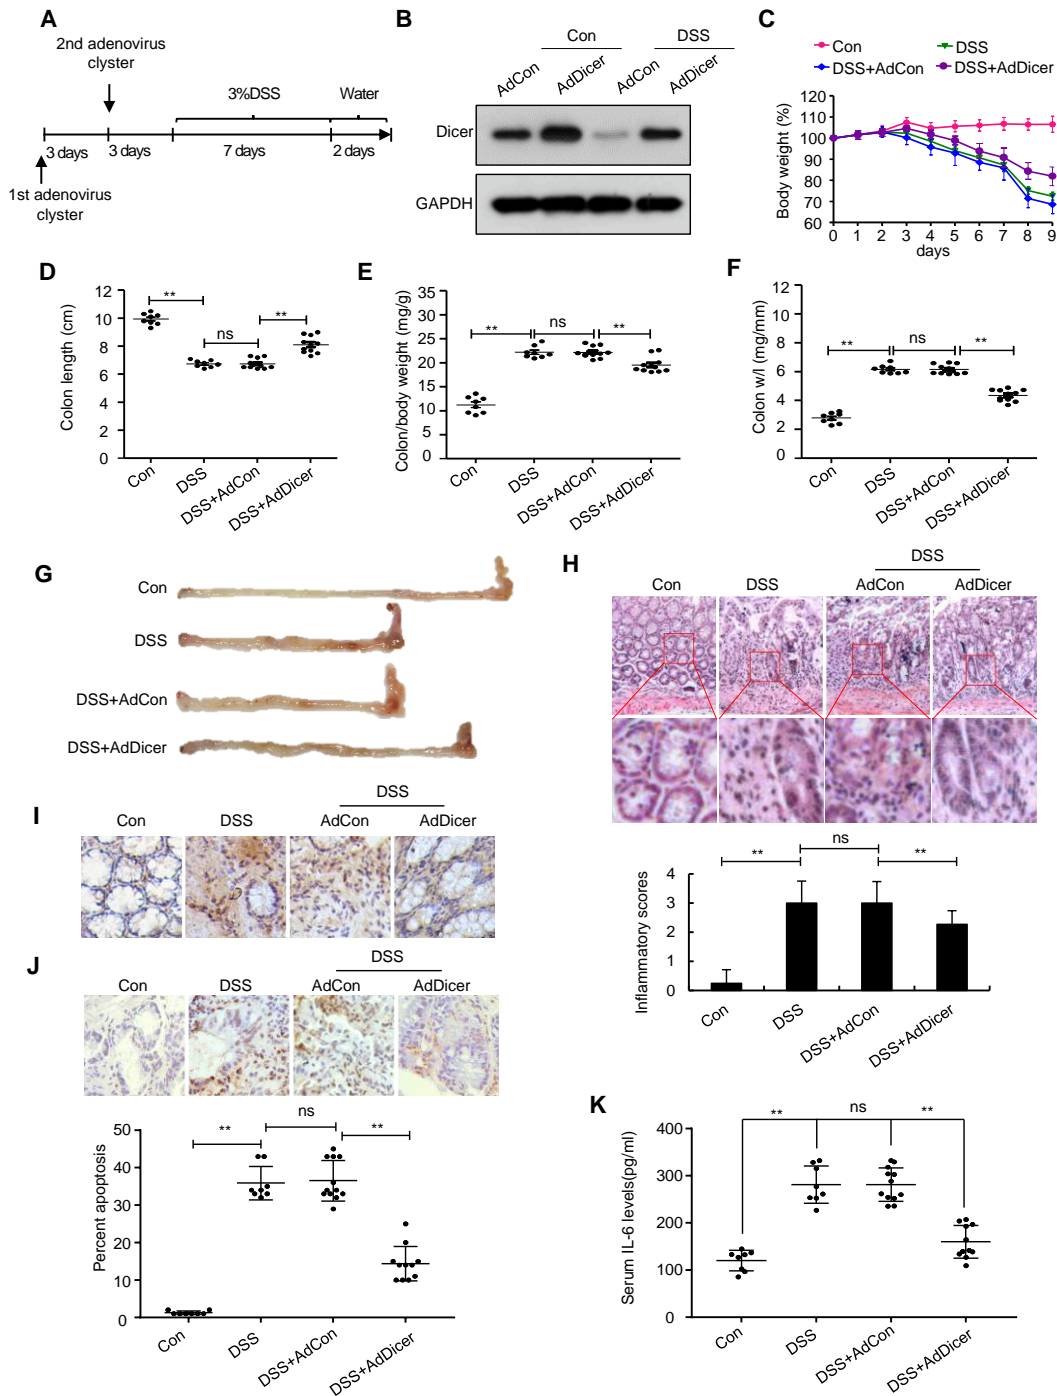 A
2nd adenovirus
clyster
3%DSS
Water
3 days
3 days
7 days
2 days
1st adenovirus
clyster
B
Con
DSS
AdCon
AdDicer
AdCon
AdDicer
Dicer
GAPDH
C
Con
DSS
DSS+AdCon
DSS+AdDicer
Body weight (%)
110
100
90
80
70
60
0 1 2 3 4 5 6 7 8 9
days
D
Colon length (cm)
12
10
8
6
4
2
0
**
ns
**
Con
DSS
DSS+AdCon
DSS+AdDicer
E
Colon/body weight (mg/g)
35
30
25
20
15
10
5
0
**
ns
**
Con
DSS
DSS+AdCon
DSS+AdDicer
F
Colon w/l (mg/mm)
12
10
8
6
4
2
0
**
ns
**
Con
DSS
DSS+AdCon
DSS+AdDicer
G
Con
DSS
DSS+AdCon
DSS+AdDicer
H
DSS
Con
DSS
AdCon
AdDicer
Inflammatory scores
4
3
2
1
0
**
ns
**
Con
DSS
DSS+AdCon
DSS+AdDicer
I
DSS
Con
DSS
AdCon
AdDicer
J
DSS
Con
DSS
AdCon
AdDicer
Percent apoptosis
50
40
30
20
10
0
**
ns
**
Con
DSS
DSS+AdCon
DSS+AdDicer
K
Serum IL-6 levels(pg/ml)
400
300
200
100
0
**
ns
**
Con
DSS
DSS+AdCon
DSS+AdDicer